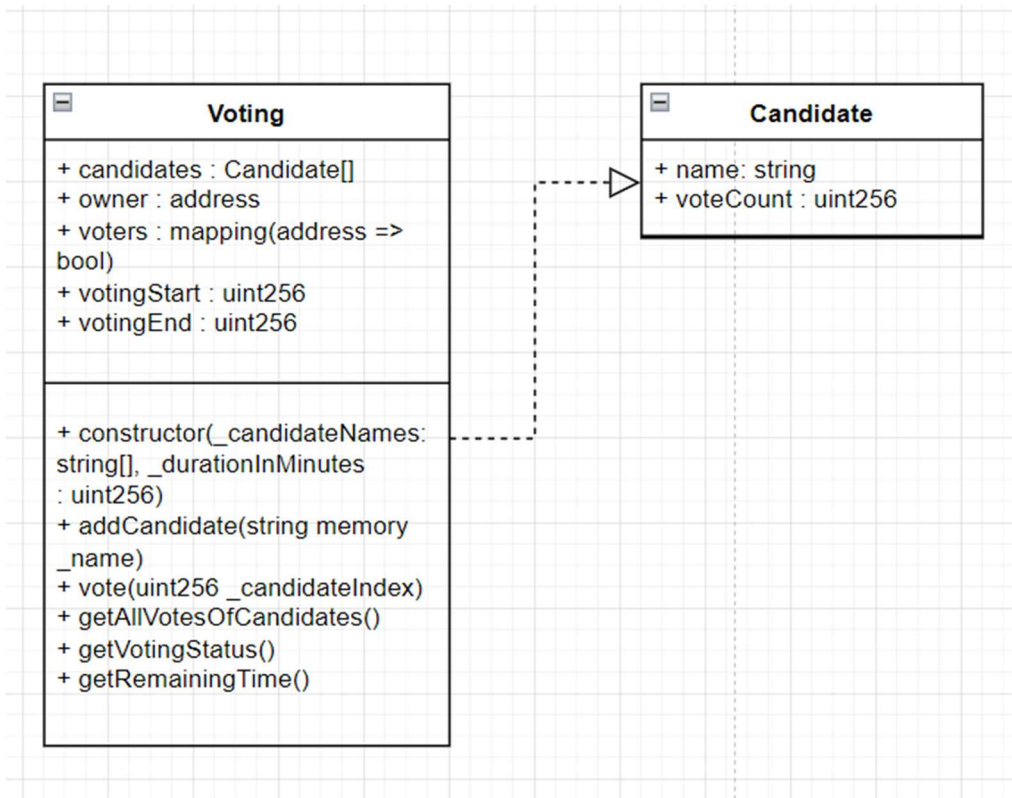 Voting
+ candidates : Candidate[]
+ owner : address
+ voters : mapping(address =>
bool)
+ votingStart : uint256
+ votingEnd : uint256
+ constructor(_candidateNames:
string[], _durationInMinutes
: uint256)
+ addCandidate(string memory
_name)
+ vote(uint256 _candidateIndex)
+ getAllVotesOfCandidates()
+ getVotingStatus()
+ getRemainingTime()
Candidate
+ name: string
+ voteCount : uint256